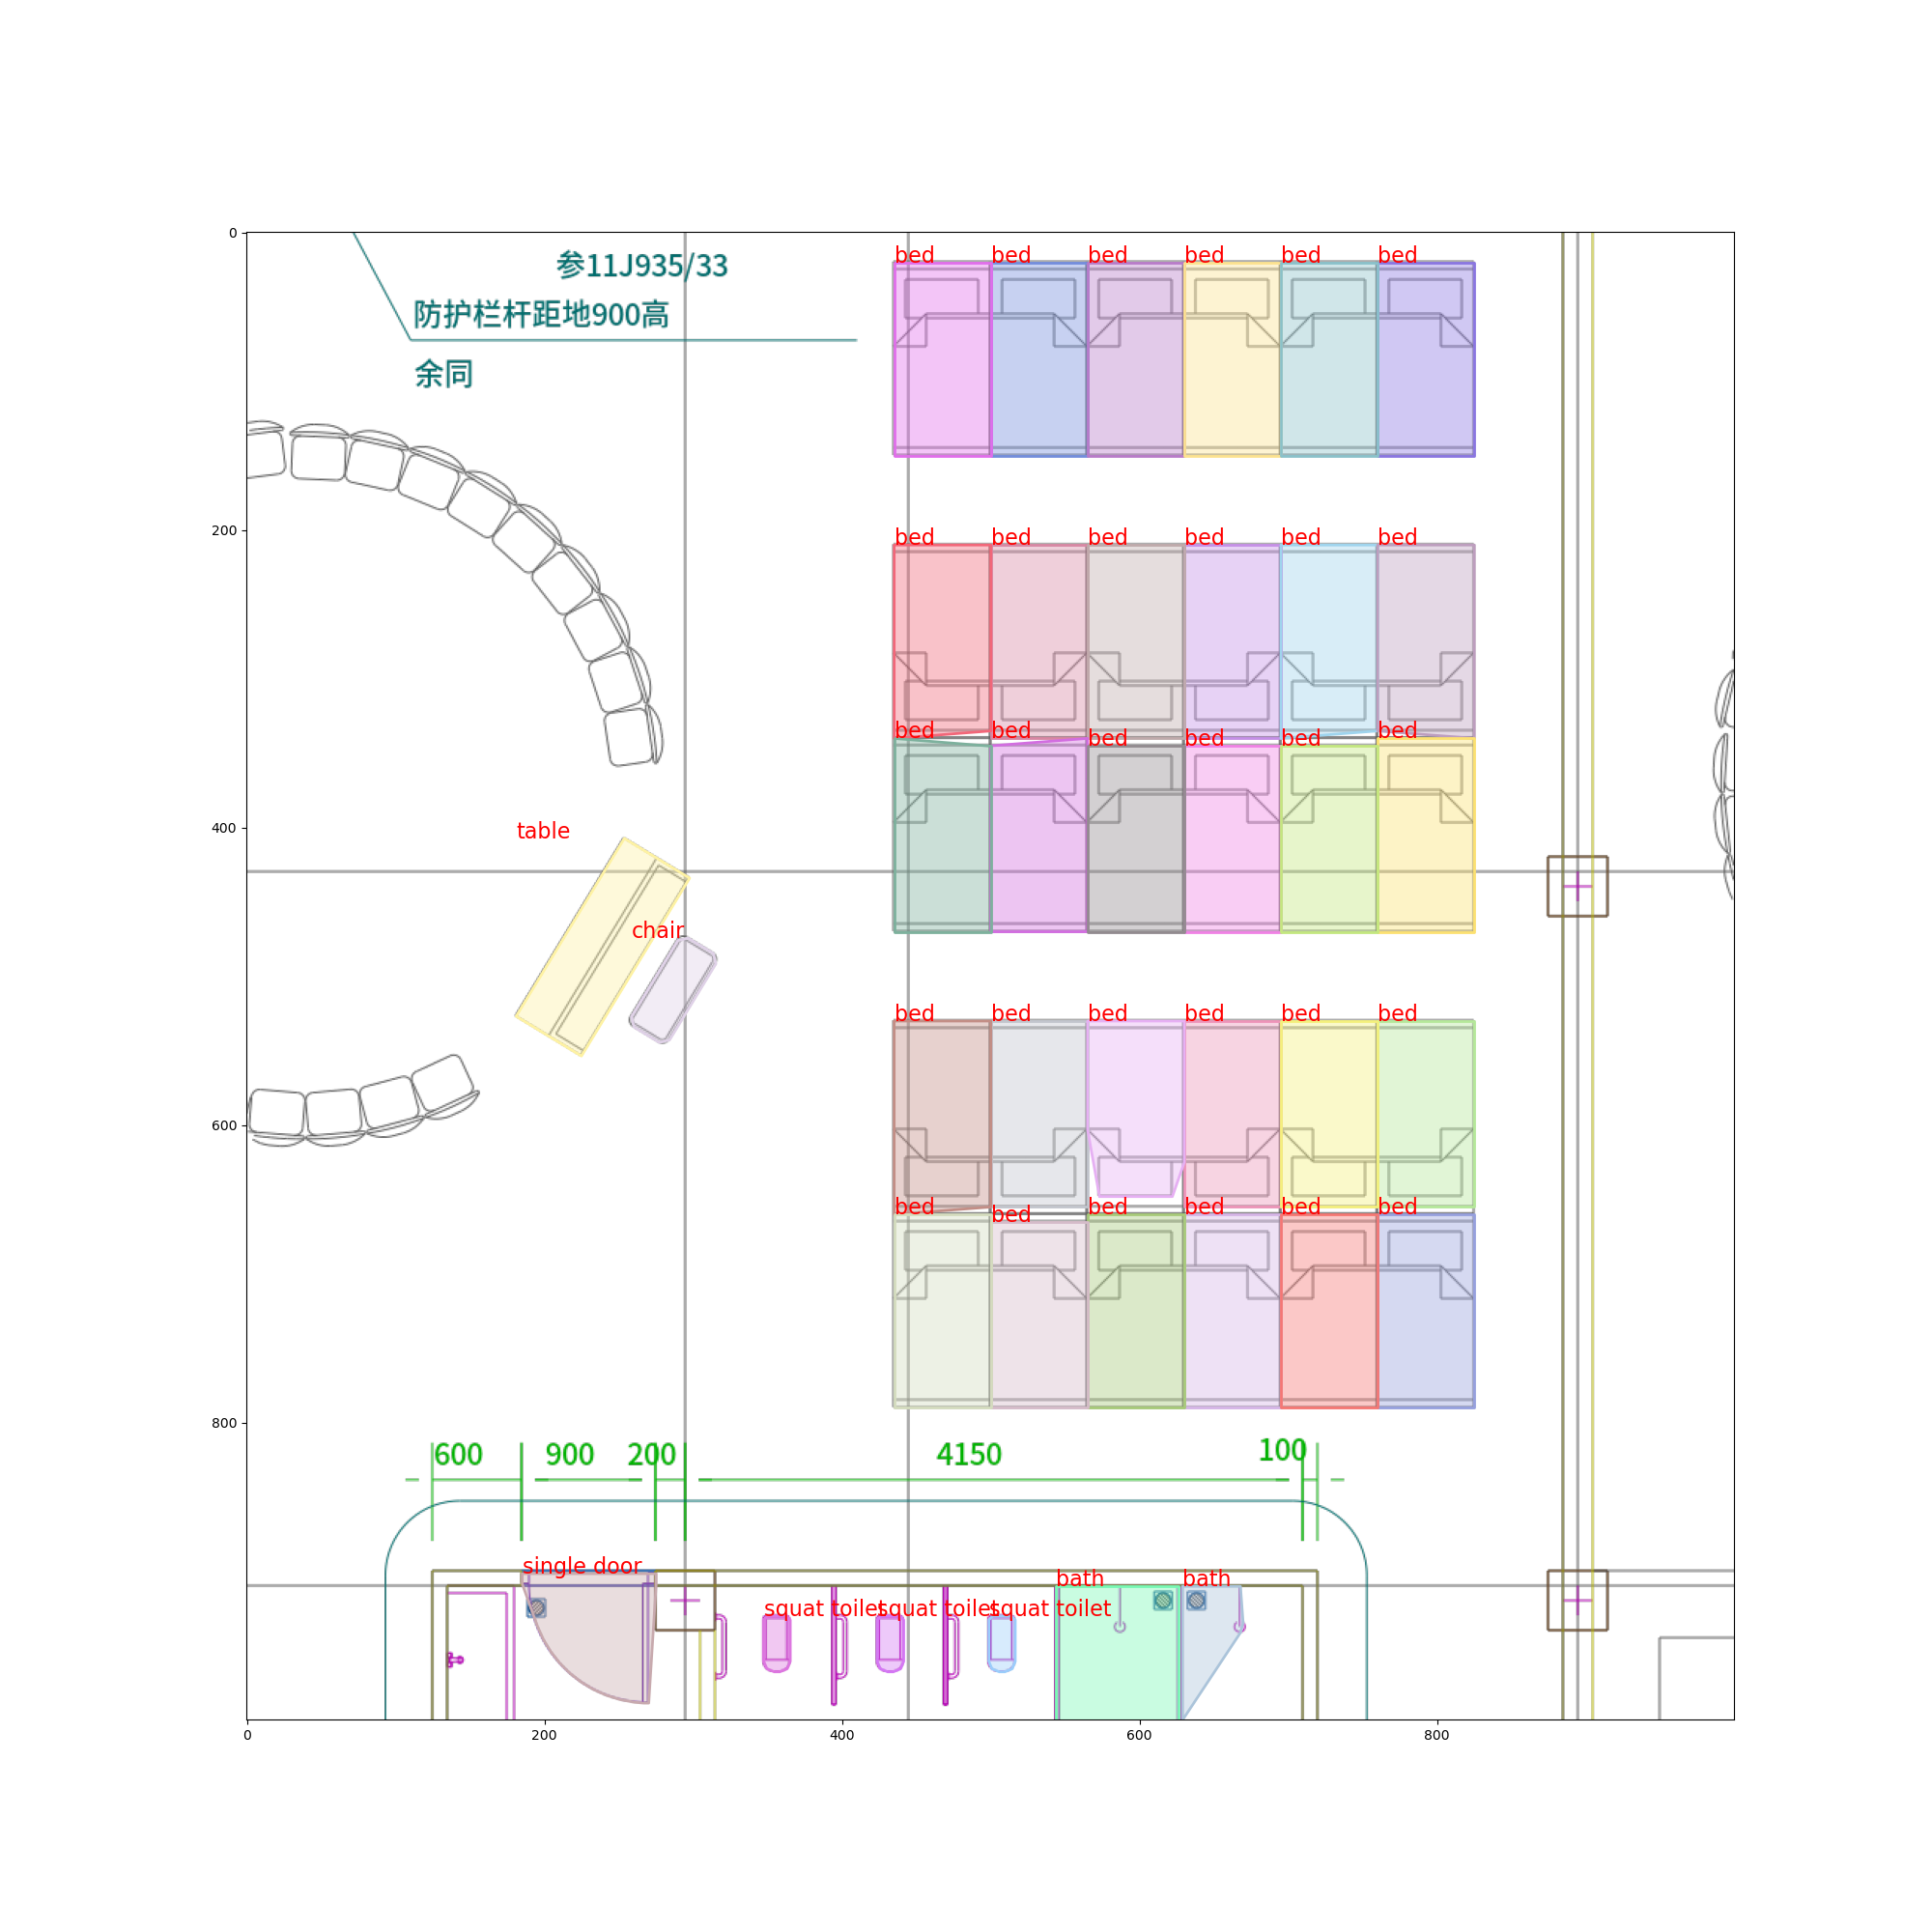 0
参11J935/33
防护栏杆距地900高
余同
bed bed bed bed bed bed
200
bed bed bed bed bed bed
bed bed bed bed bed bed
400
table
chair
bed bed bed bed bed bed
600
bed bed bed bed bed bed
800
600 900 200 4150 100
single door
bath bath
squat toilet squat toilet squat toilet
0 200 400 600 800